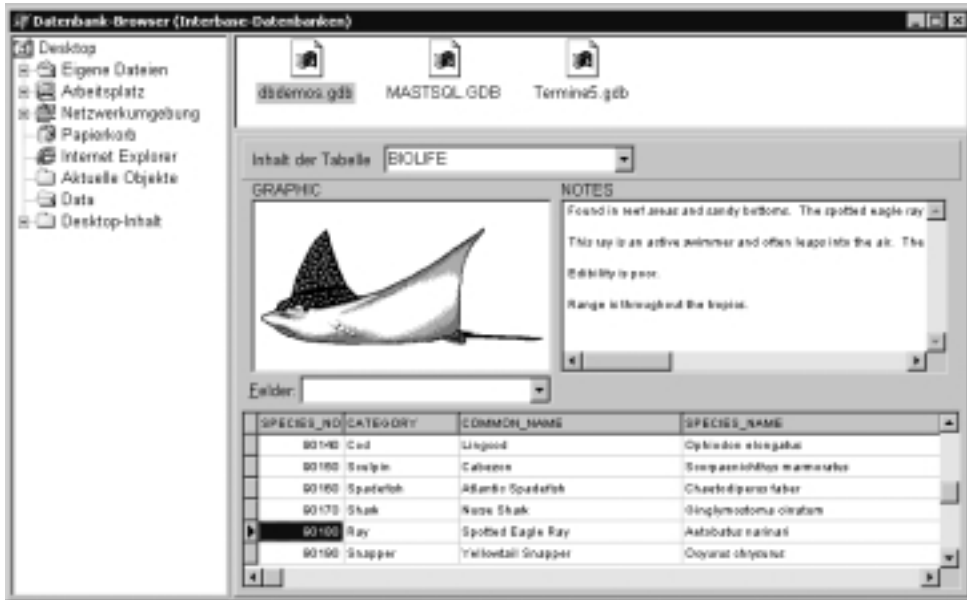 Datenbank-Browser (Interbase-Datenbanken)
Desktop
Eigene Dateien
Arbeitsplatz
Netzwerkumgebung
Papierkorb
Internet Explorer
Aktuelle Objekte
Data
Desktop-Inhalt
dbdemos.gdb MASTSQL.GDB Termine5.gdb
Inhalt der Tabelle BIOLIFE
GRAPHIC NOTES
Found in reef areas and sandy bottoms. The spotted eagle ray
This ray is an active swimmer and often leaps into the air. The
Edibility is poor.
Range is throughout the tropics.
Felder:
SPECIES_NO CATEGORY COMMON_NAME SPECIES_NAME
90140 Cod Lingcod Ophiodon elongatus
Sculpin Cabezon Scorpaenichthys marmoratus
90160 Spadefish Atlantic Spadefish Chaetodiperus faber
90170 Shark Nurse Shark Ginglymostoma cirratum
90180 Ray Spotted Eagle Ray Aetobatus narinari
90190 Snapper Yellowtail Snapper Ocyurus chrysurus